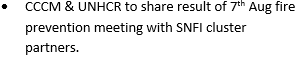 • CCCM & UNHCR to share result of 7th Aug fire
prevention meeting with SNFI cluster
partners.